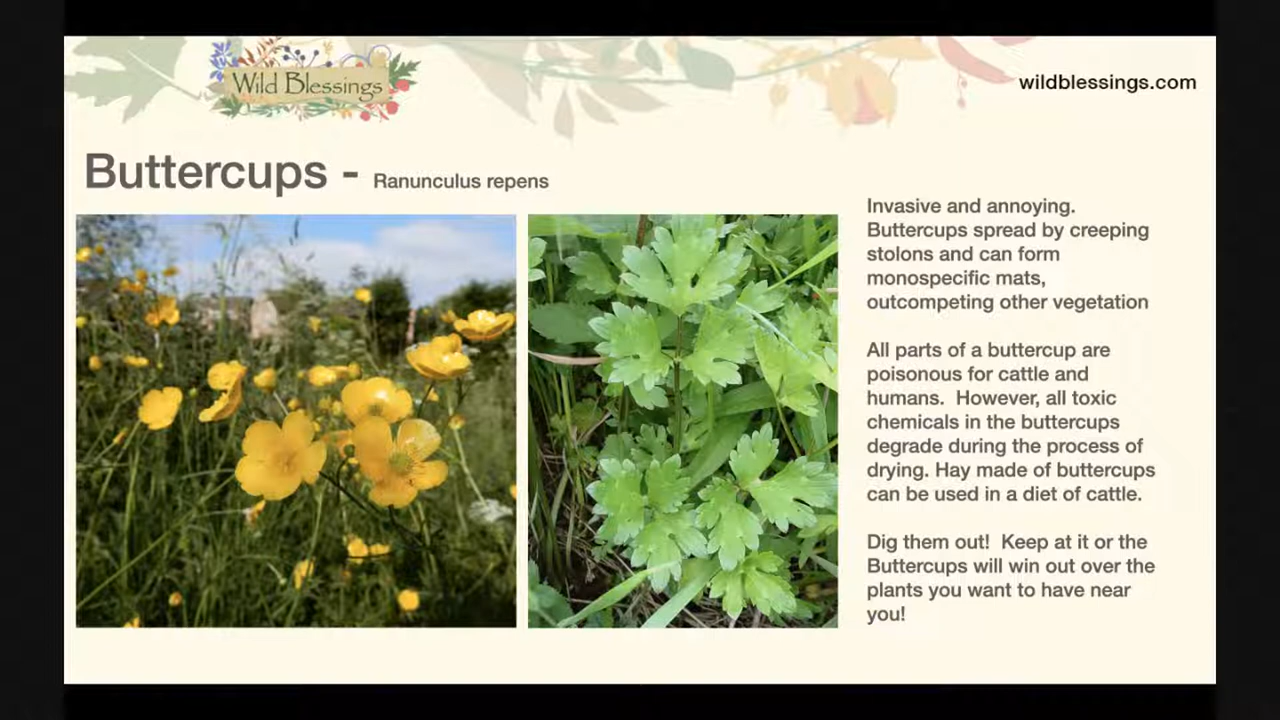 Wild Blessings
wildblessings.com
Buttercups - Ranunculus repens
Invasive and annoying.
Buttercups spread by creeping
stolons and can form
monospecific mats,
outcompeting other vegetation
All parts of a buttercup are
poisonous for cattle and
humans.  However, all toxic
chemicals in the buttercups
degrade during the process of
drying. Hay made of buttercups
can be used in a diet of cattle.
Dig them out!  Keep at it or the
Buttercups will win out over the
plants you want to have near
you!